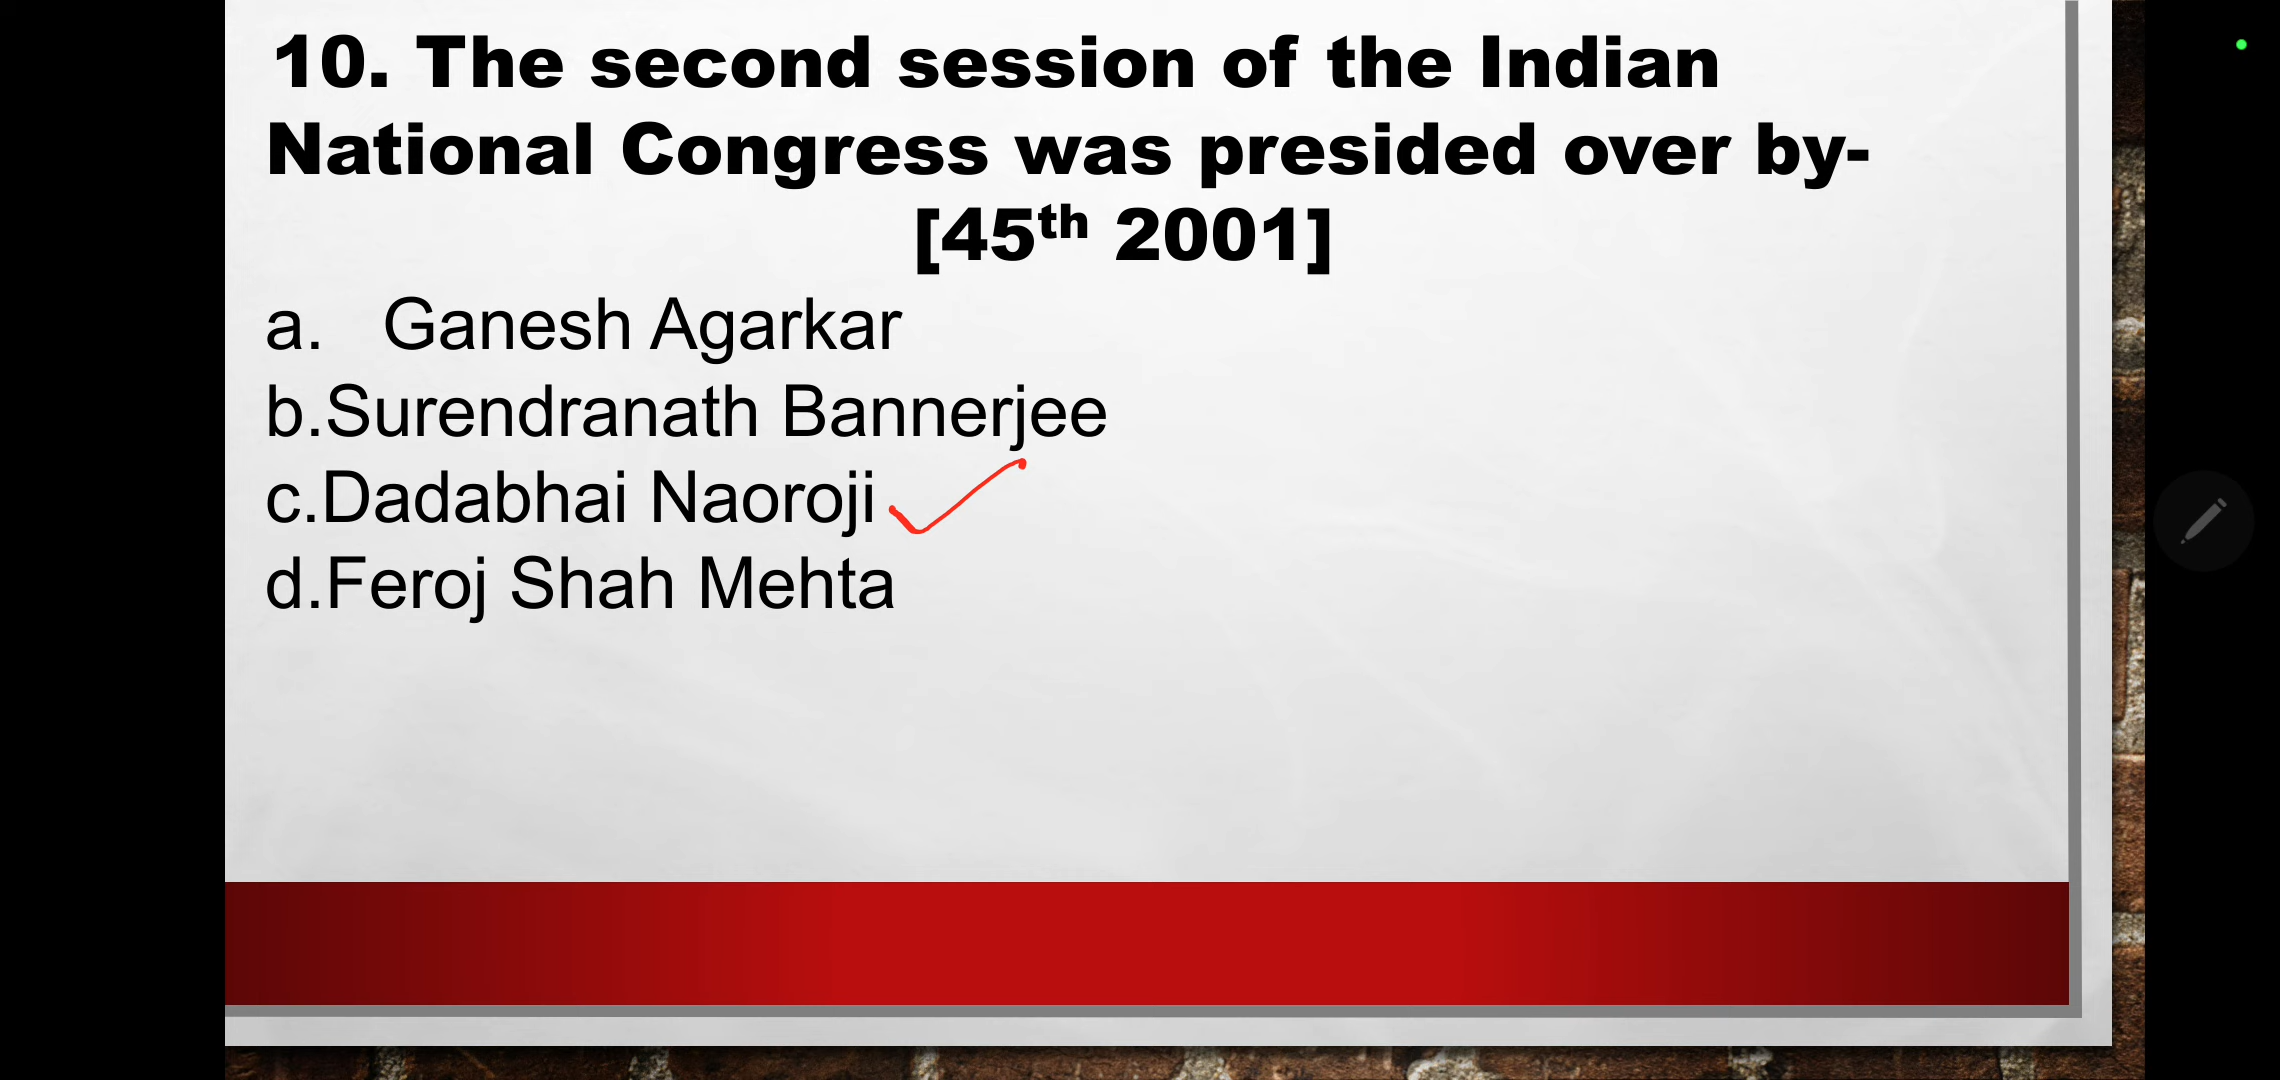 10. The second session of the Indian
National Congress was presided over by-
[45th 2001]
a. Ganesh Agarkar
b.Surendranath Bannerjee
c.Dadabhai Naoroji
d.Feroj Shah Mehta